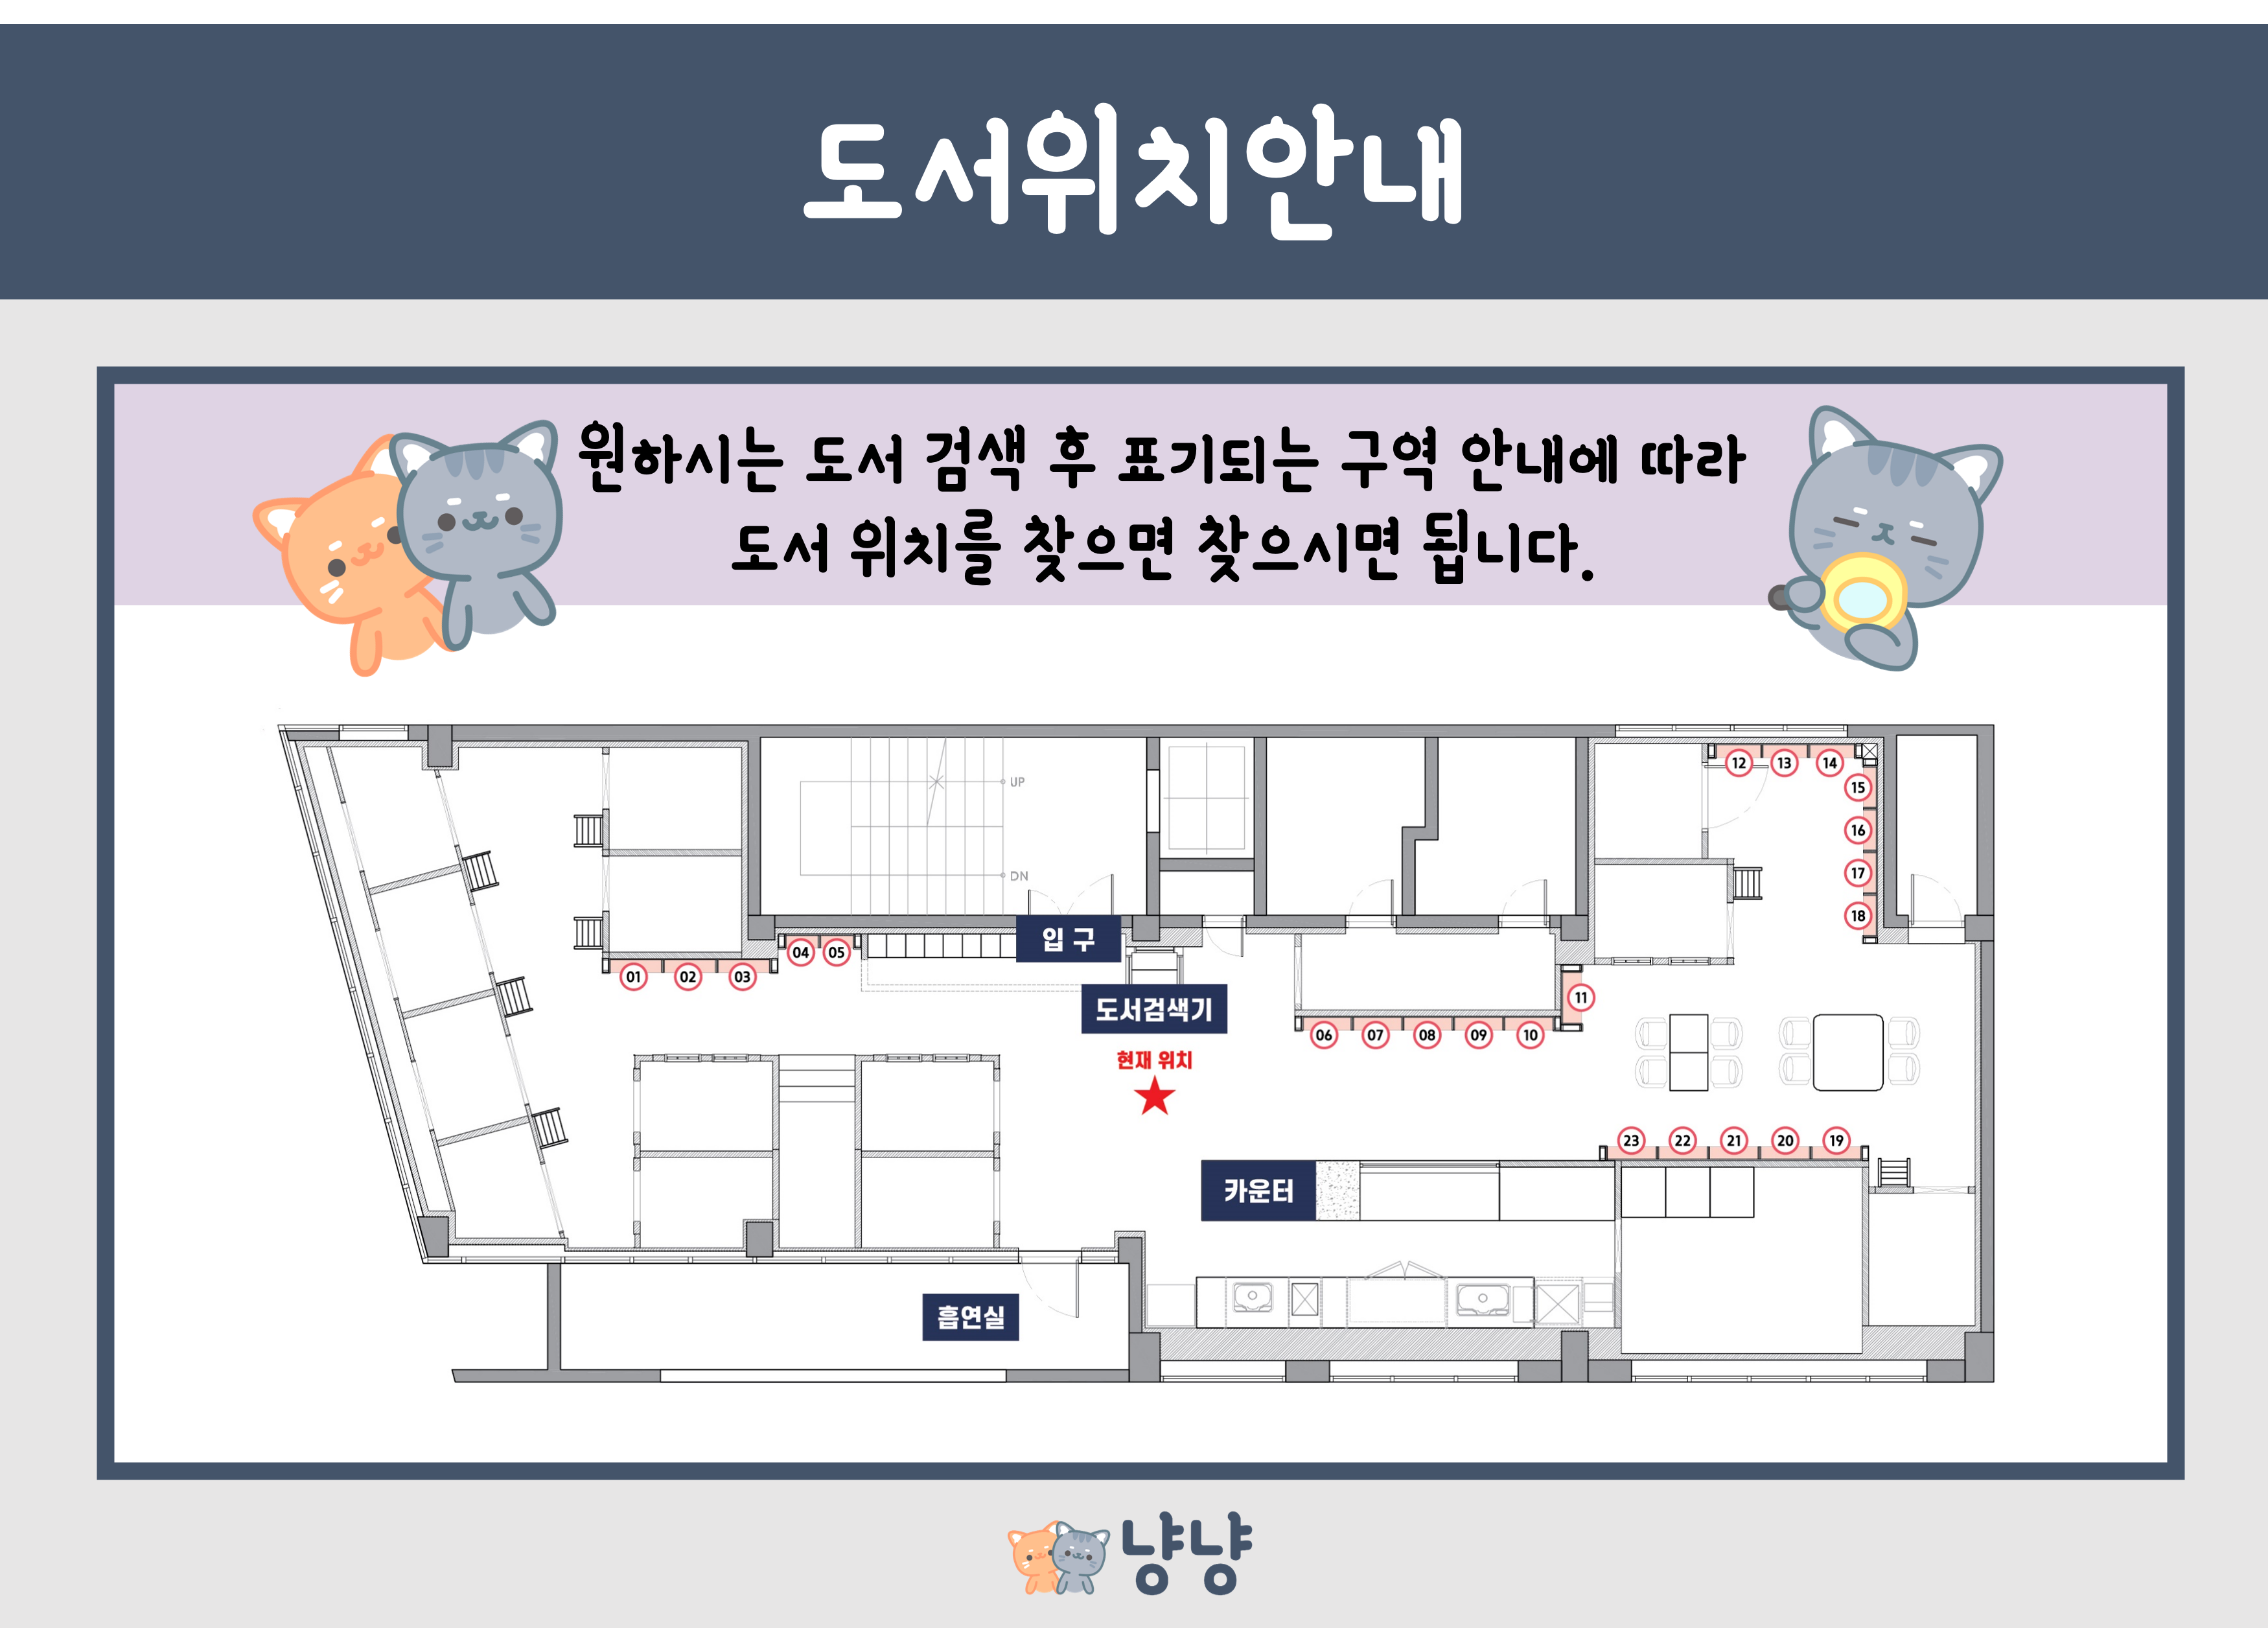 도서위치안내
원하시는 도서 검색 후 표기되는 구역 안내에 따라
도서 위치를 찾으면 찾으시면 됩니다.
UP
DN
12 13 14
15
16
17
18
입 구
04 05
01 02 03
11
도서검색기
06 07 08 09 10
현재 위치
23 22 21 20 19
카운터
흡연실
냥냥